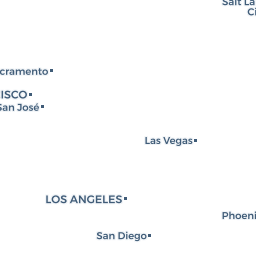 Salt La
Ci
cramento
ISCO
San José
Las Vegas
LOS ANGELES
Phoeni
San Diego